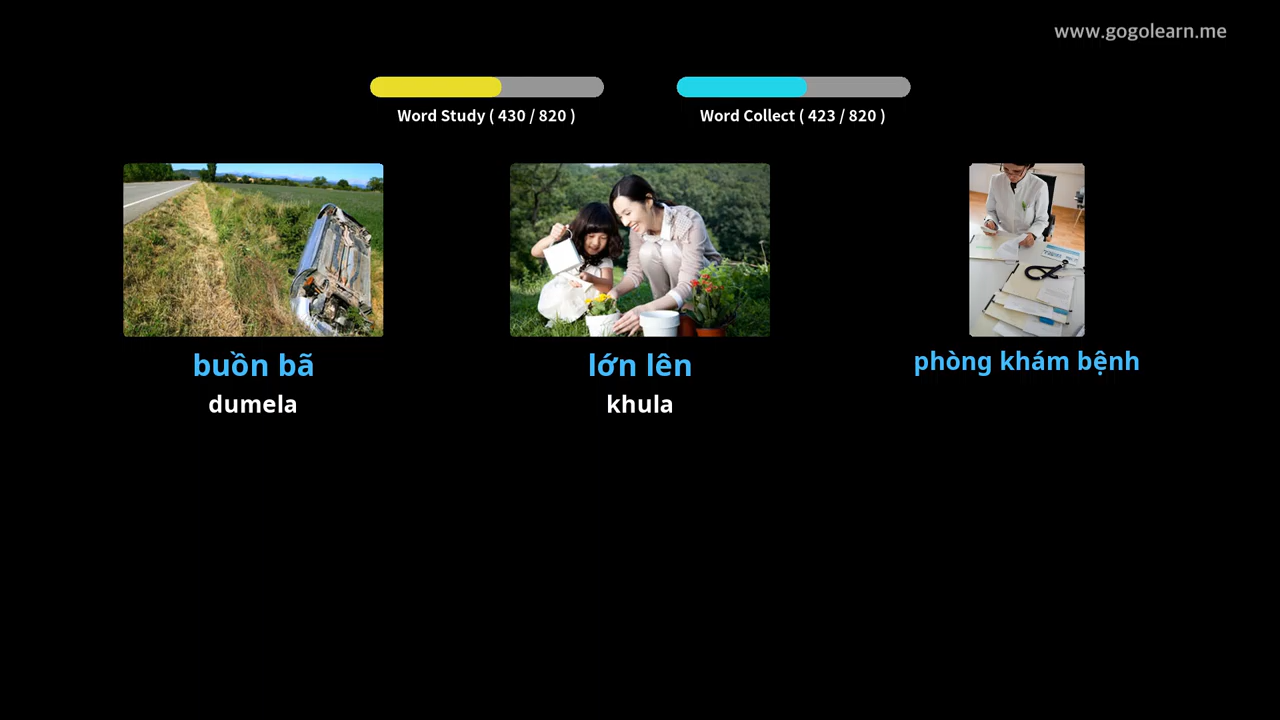 www.gogolearn.me
Word Study ( 430 / 820 )
Word Collect ( 423 / 820 )
buồn bã
dumela
lớn lên
khula
phòng khám bệnh